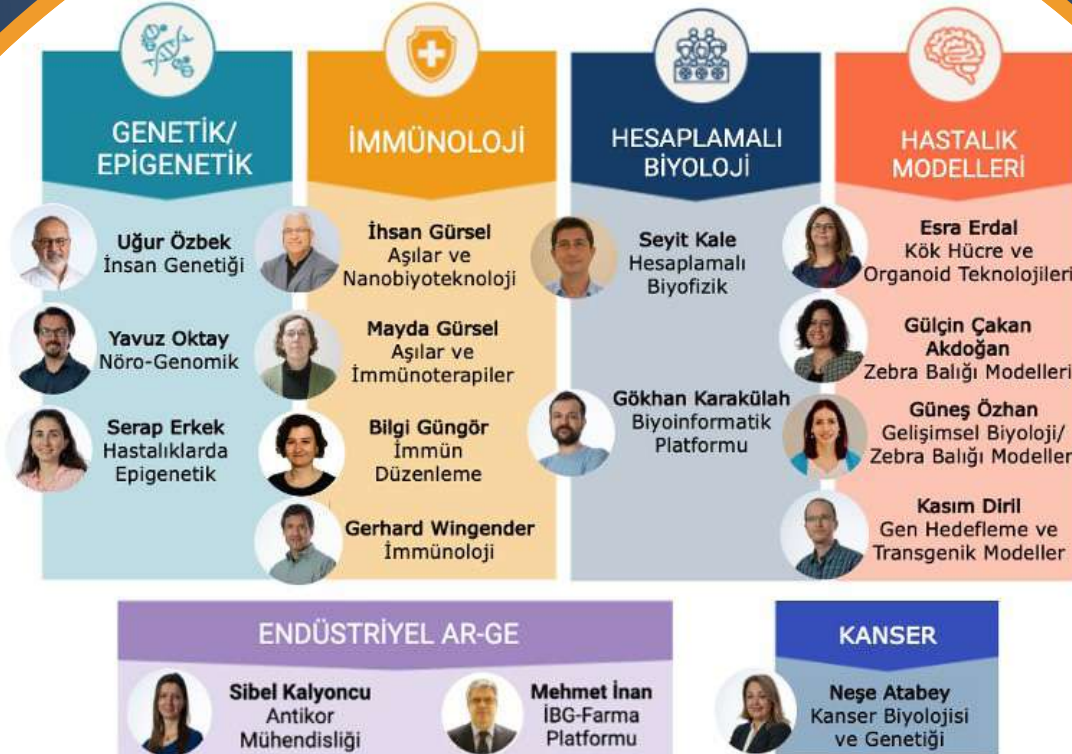 GENETİK/
EPİGENETİK
Uğur Özbek
İnsan Genetiği
Yavuz Oktay
Nöro-Genomik
Serap Erkek
Hastalıklarda
Epigenetik
İMMÜNOLOJİ
İhsan Gürsel
Aşılar ve
Nanobiyoteknoloji
Mayda Gürsel
Aşılar ve
İmmünoterapiler
Bilgi Güngör
İmmün
Düzenleme
Gerhard Wingender
İmmünoloji
HESAPLAMALI
BİYOLOJİ
Seyit Kale
Hesaplamalı
Biyofizik
Gökhan Karakülah
Biyoinformatik
Platformu
HASTALIK
MODELLERİ
Esra Erdal
Kök Hücre ve
Organoid Teknolojileri
Gülçin Çakan
Akdoğan
Zebra Balığı Modelleri
Güneş Özhan
Gelişimsel Biyoloji/
Zebra Balığı Modeller
Kasım Diril
Gen Hedefleme ve
Transgenik Modeller
ENDÜSTRİYEL AR-GE
Sibel Kalyoncu
Antikor
Mühendisliği
Mehmet İnan
İBG-Farma
Platformu
KANSER
Neşe Atabey
Kanser Biyolojisi
ve Genetiği